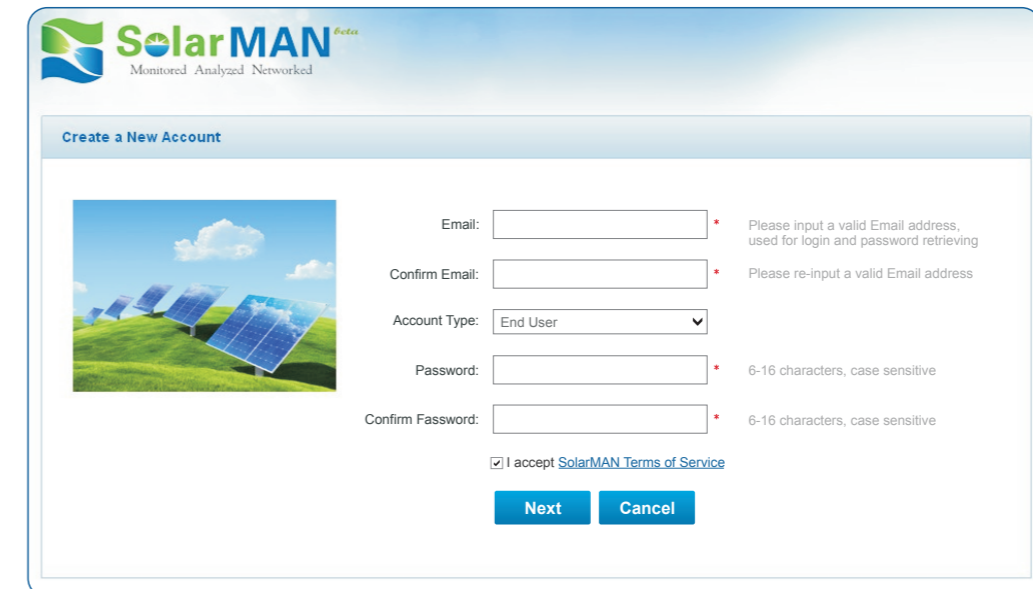 SolarMAN beta
Monitored Analyzed Networked
Create a New Account
Email: * Please input a valid Email address,
used for login and password retrieving
Confirm Email: * Please re-input a valid Email address
Account Type: End User
Password: * 6-16 characters, case sensitive
Confirm Fassword: * 6-16 characters, case sensitive
I accept SolarMAN Terms of Service
Next Cancel